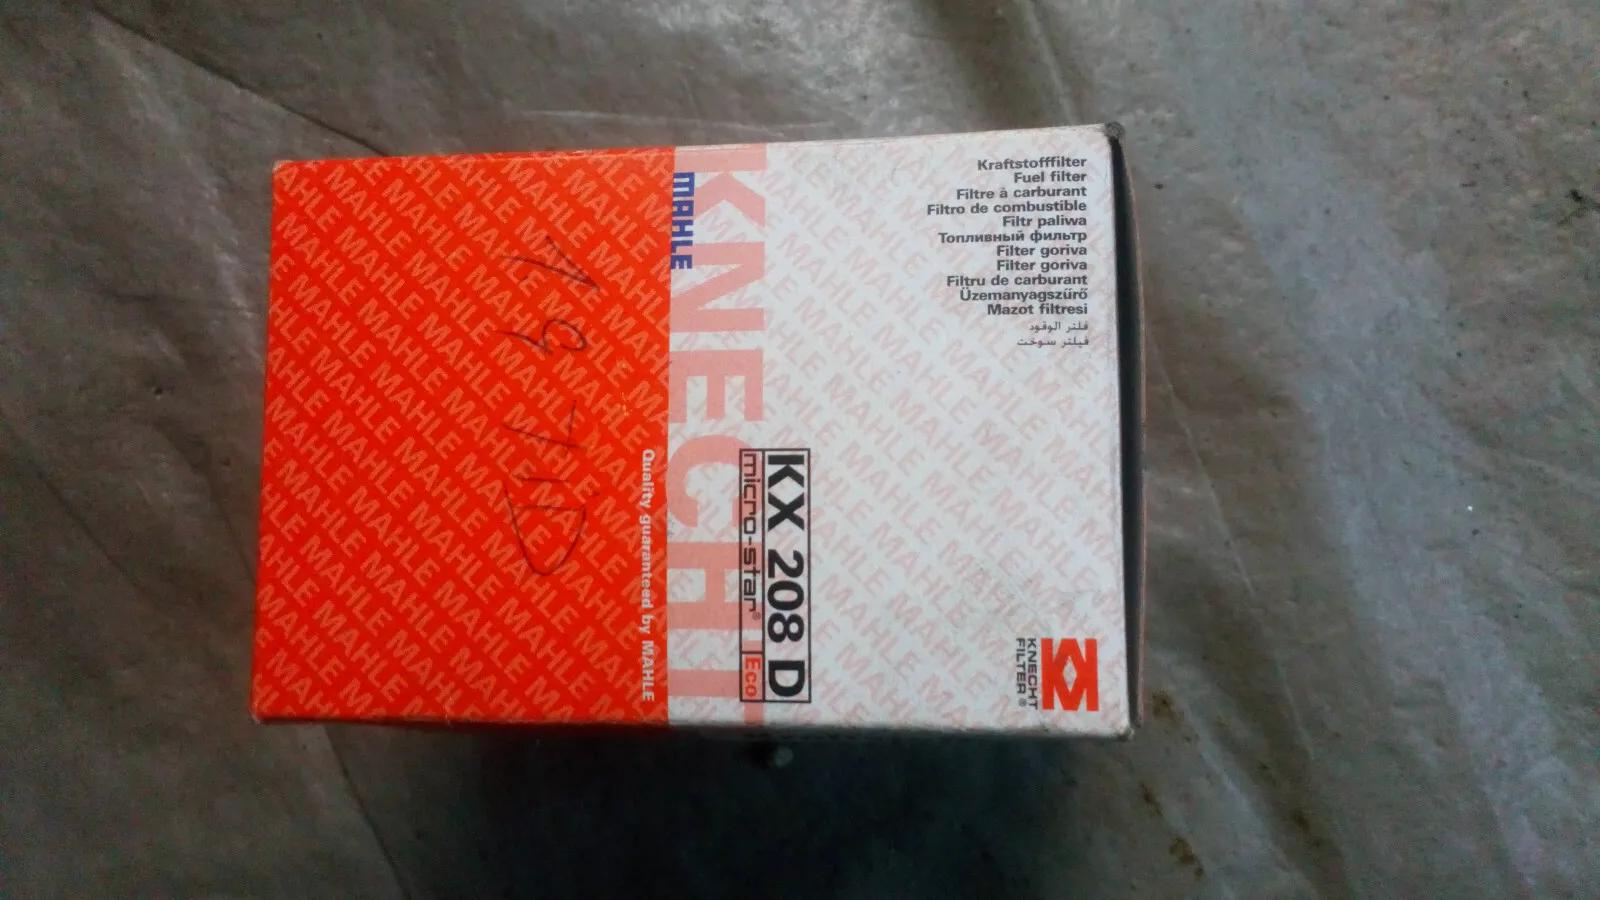 Kraftstofffilter
Fuel filter
Filtre à carburant
Filtro de combustible
Filtr paliwa
Топливный фильтр
Filter goriva
Filter goriva
Filtru de carburant
Üzemanyagszűrő
Mazot filtresi
فلتر الوقود
فیلتر سوخت
KNECHT
FILTER®
KX 208 D
micro-star® Eco
KNECHT
MAHLE
Quality guaranteed by MAHLE